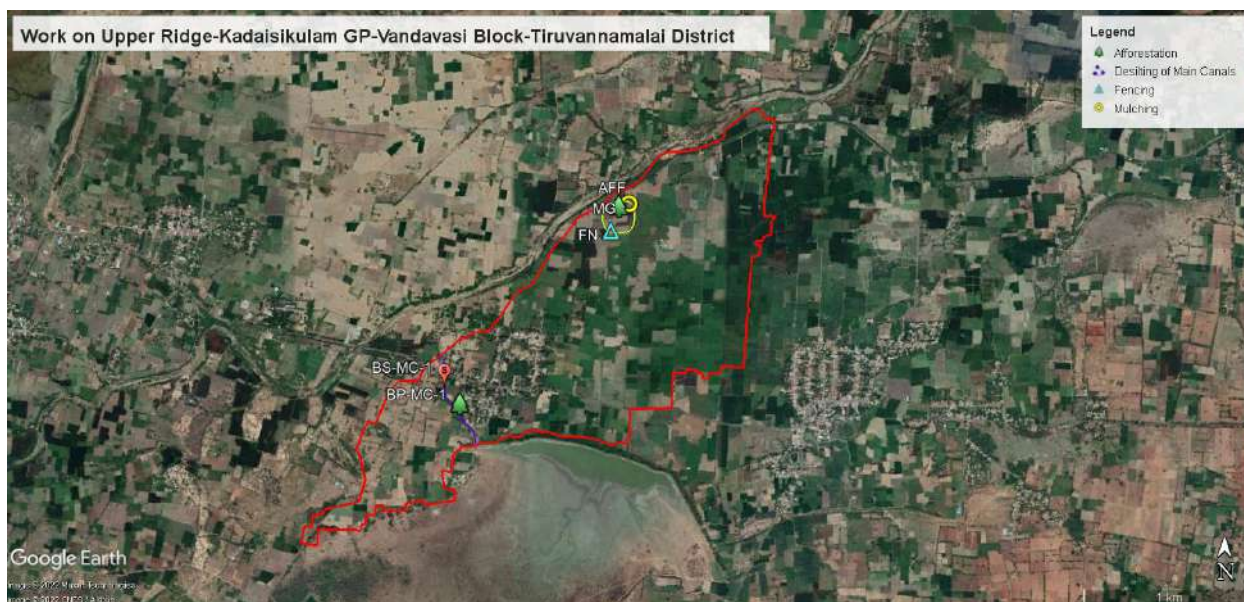 Work on Upper Ridge-Kadaisikulam GP-Vandavasi Block-Tiruvannamalai District
Legend
Afforestation
Desilting of Main Canals
Fencing
Mulching
AFF
MG
FN
BS-MC-1
BP-MC-1
Google Earth
N
1 km